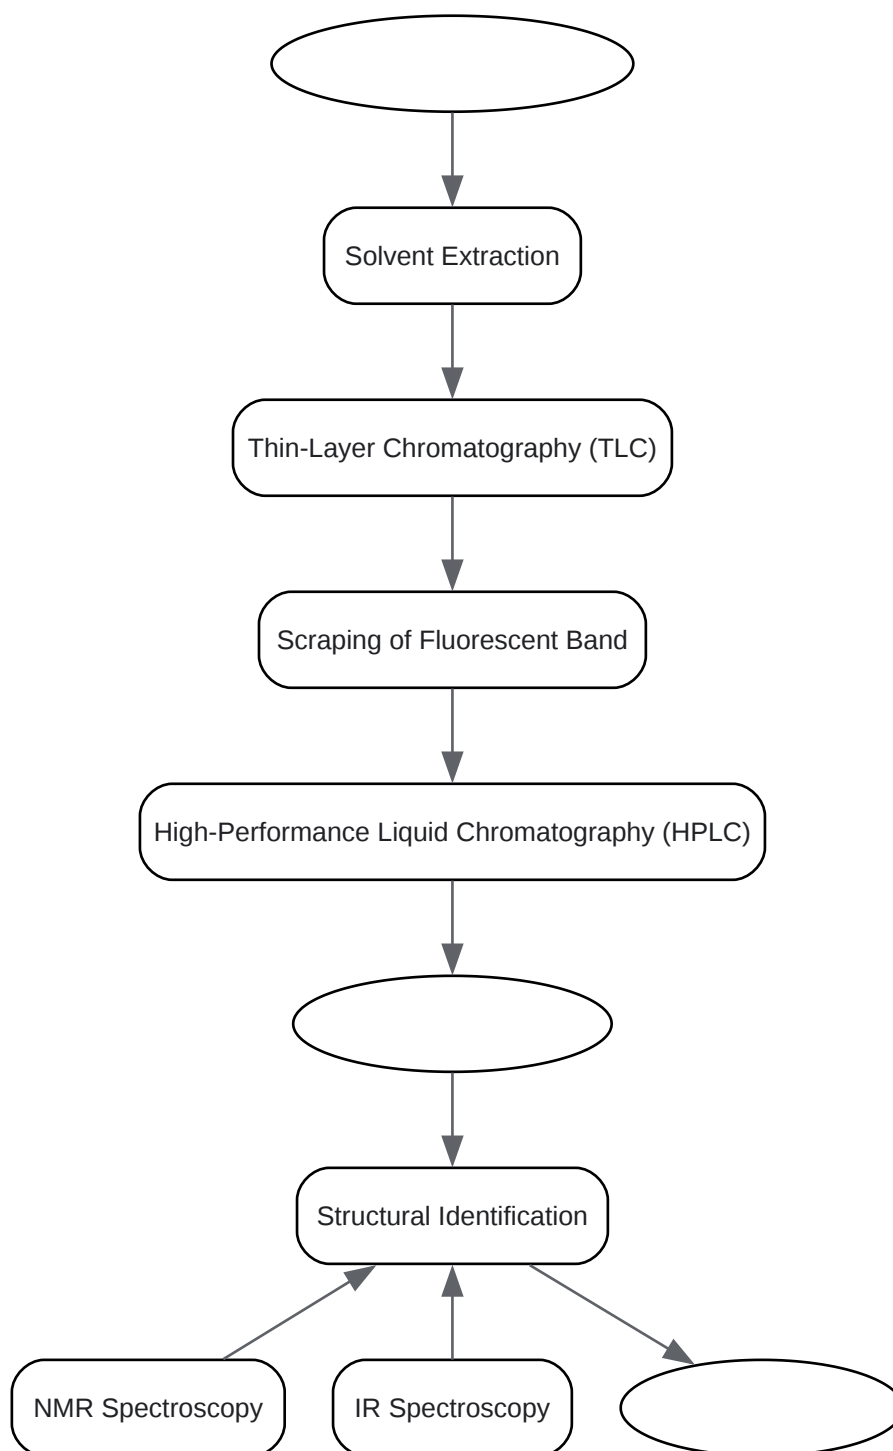 Solvent Extraction
Thin-Layer Chromatography (TLC)
Scraping of Fluorescent Band
High-Performance Liquid Chromatography (HPLC)
Structural Identification
NMR Spectroscopy
IR Spectroscopy